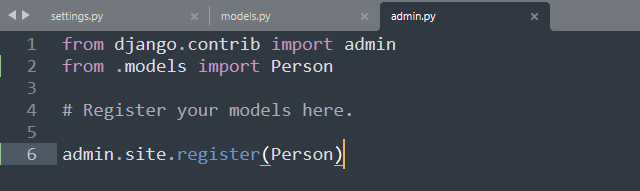 settings.py × models.py × admin.py ×
1 from django.contrib import admin
2 from .models import Person
3
4 # Register your models here.
5
6 admin.site.register(Person)